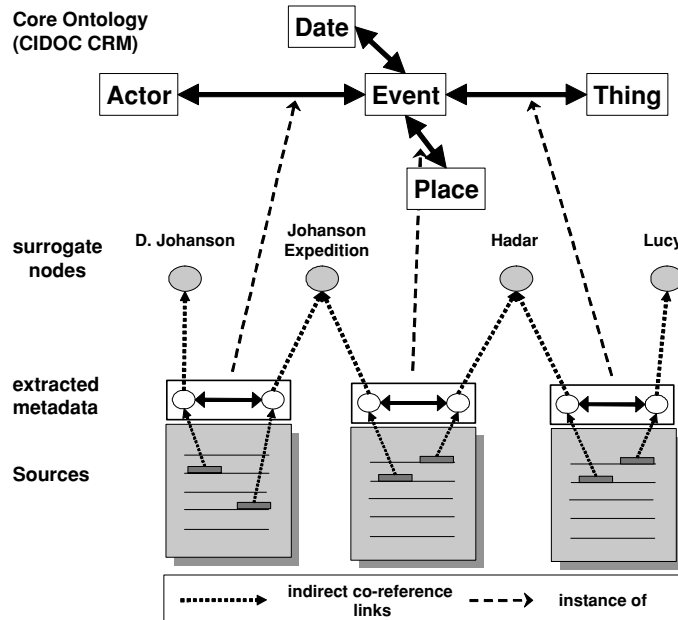 Core Ontology
(CIDOC CRM)
Date
Actor
Event
Thing
Place
surrogate
nodes
D. Johanson
Johanson
Expedition
Hadar
Lucy
extracted
metadata
Sources
indirect co-reference
links
instance of